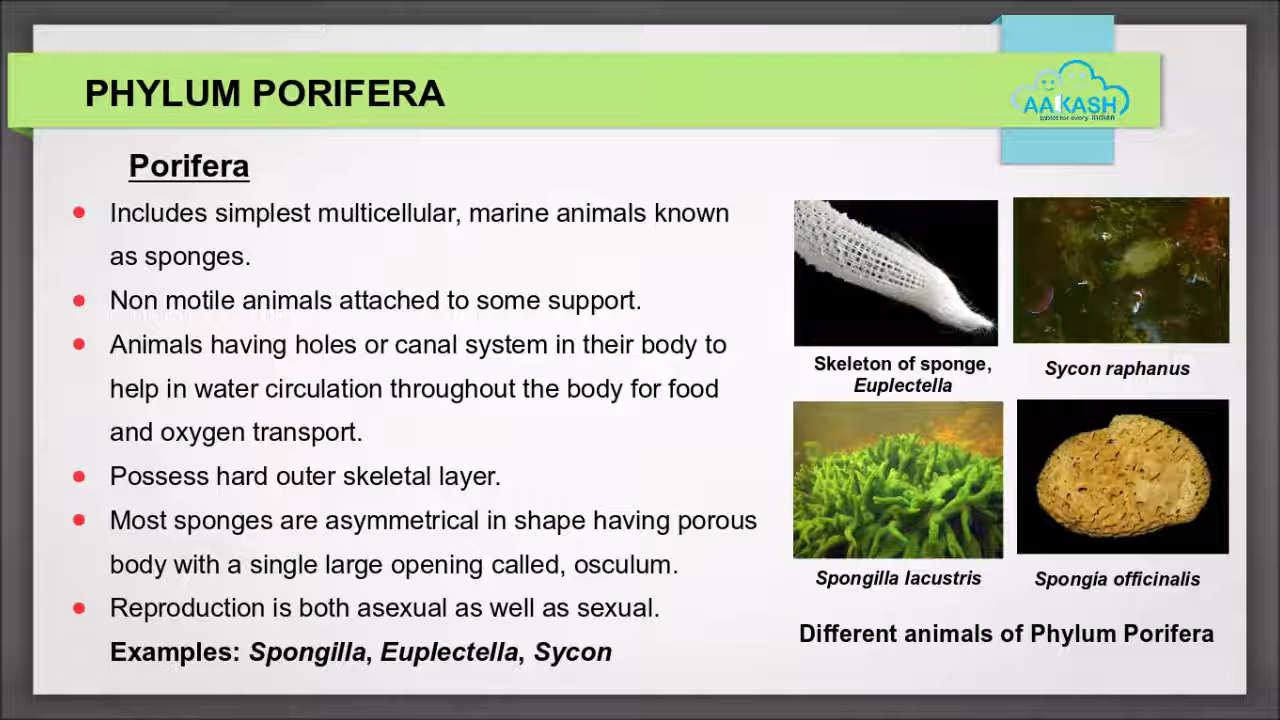 PHYLUM PORIFERA
AAKASH
tablet for every indian
Porifera
Includes simplest multicellular, marine animals known
as sponges.
Non motile animals attached to some support.
Animals having holes or canal system in their body to
help in water circulation throughout the body for food
and oxygen transport.
Possess hard outer skeletal layer.
Most sponges are asymmetrical in shape having porous
body with a single large opening called, osculum.
Reproduction is both asexual as well as sexual.
Examples: Spongilla, Euplectella, Sycon
Skeleton of sponge,
Euplectella
Sycon raphanus
Spongilla lacustris
Spongia officinalis
Different animals of Phylum Porifera